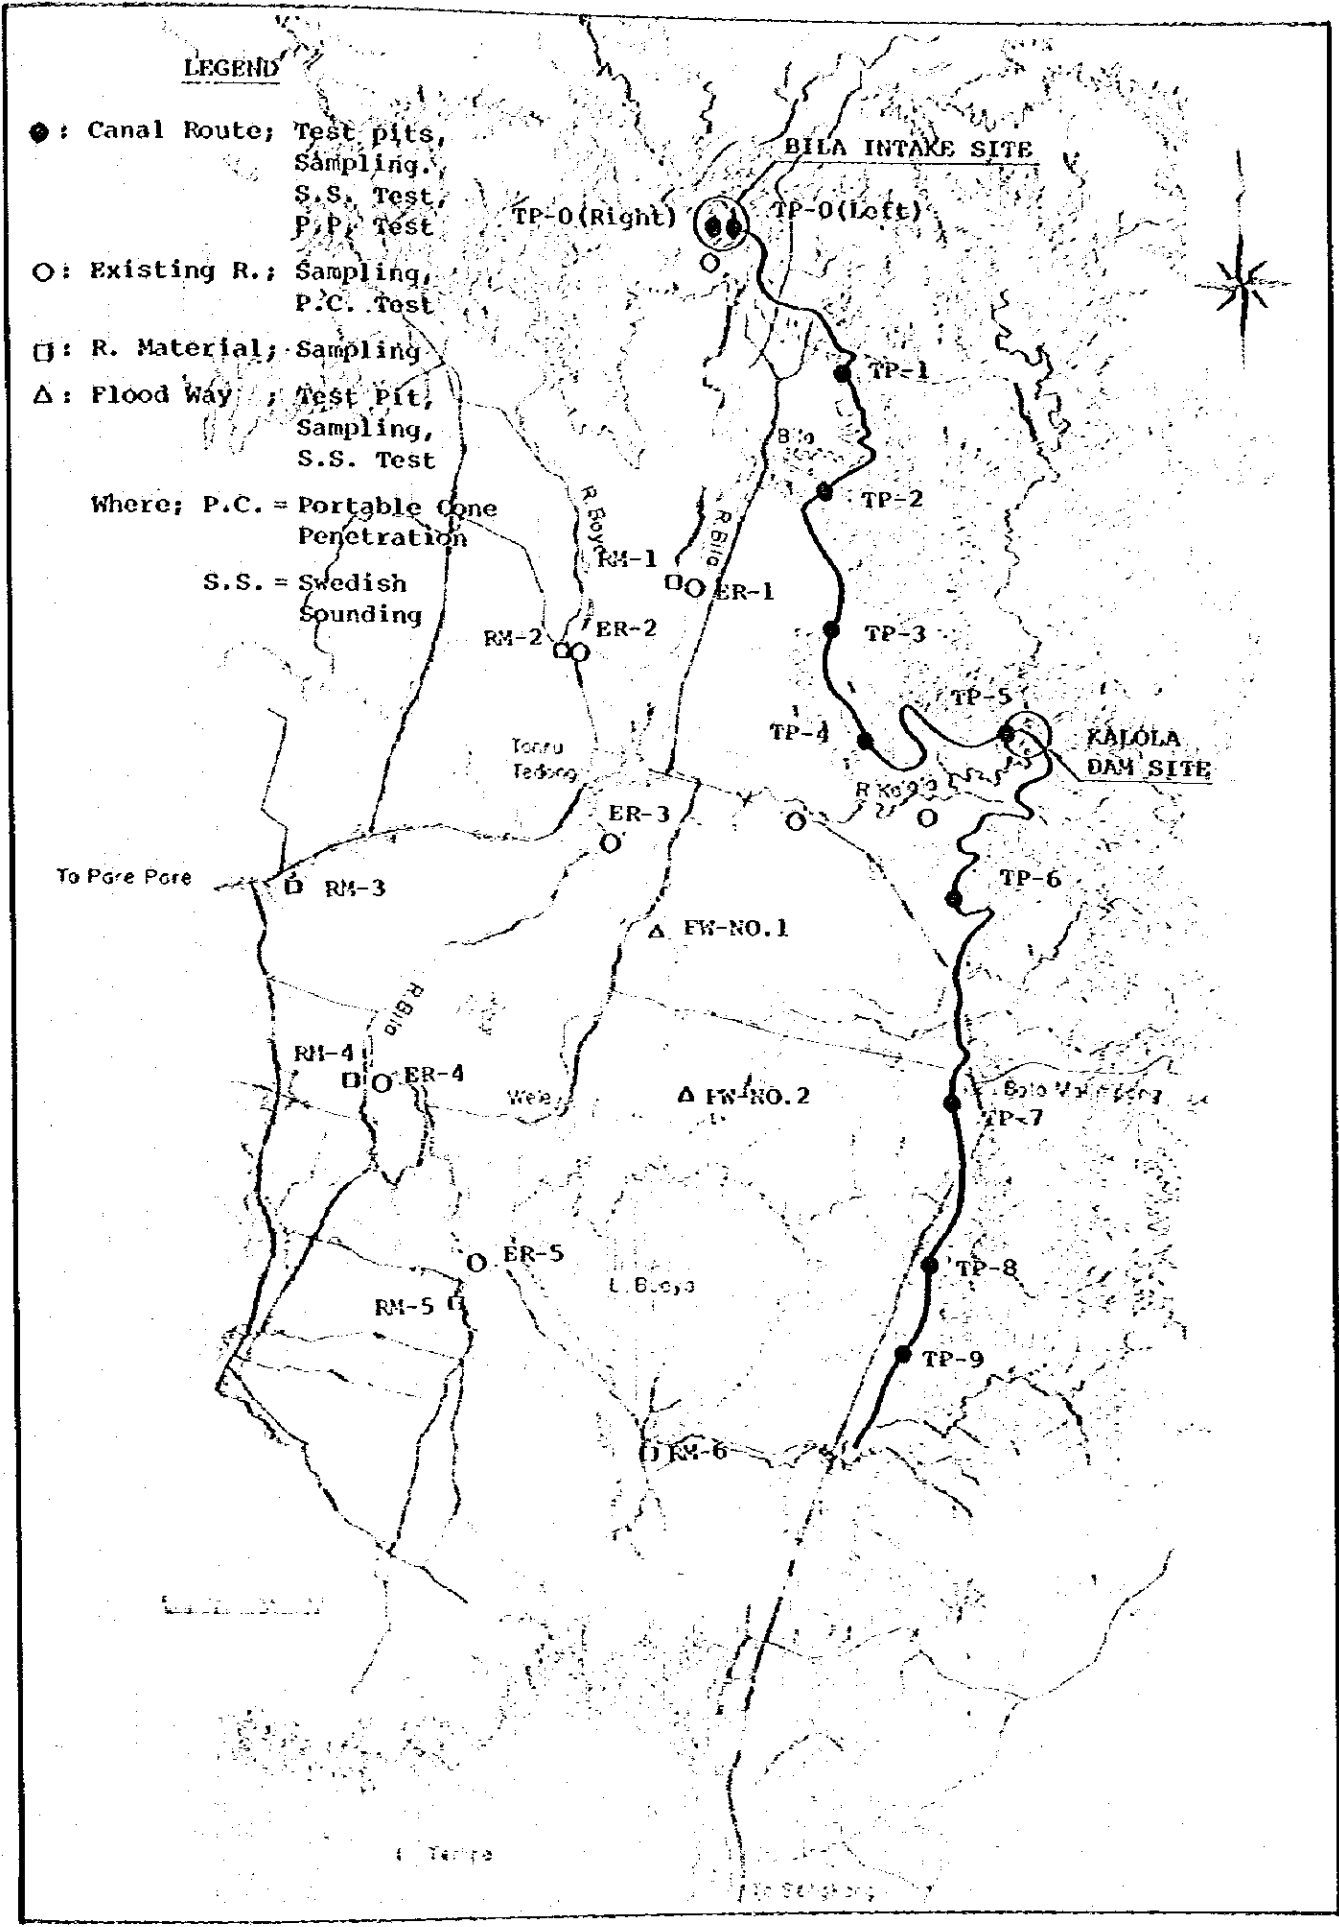 LEGEND
● : Canal Route; Test pits,
Sampling.,
S.S. Test,
P.P. Test
○ : Existing R.; Sampling,
P.C. Test
□ : R. Material; Sampling
△ : Flood Way ; Test Pit,
Sampling,
S.S. Test
Where; P.C. = Portable Cone
Penetration
S.S. = Swedish
Sounding
BILA INTAKE SITE
TP-0(Right)
TP-0(Left)
TP-1
TP-2
R. Bila
RM-1
ER-1
ER-2
RM-2
TP-3
TP-5
TP-4
KALOLA
DAM SITE
Tedong
ER-3
To Pare Pare
RM-3
TP-6
FW-NO.1
R. Bila
RM-4
ER-4
Wele
FW-NO.2
TP-7
ER-5
TP-8
RM-5
TP-9
RM-6